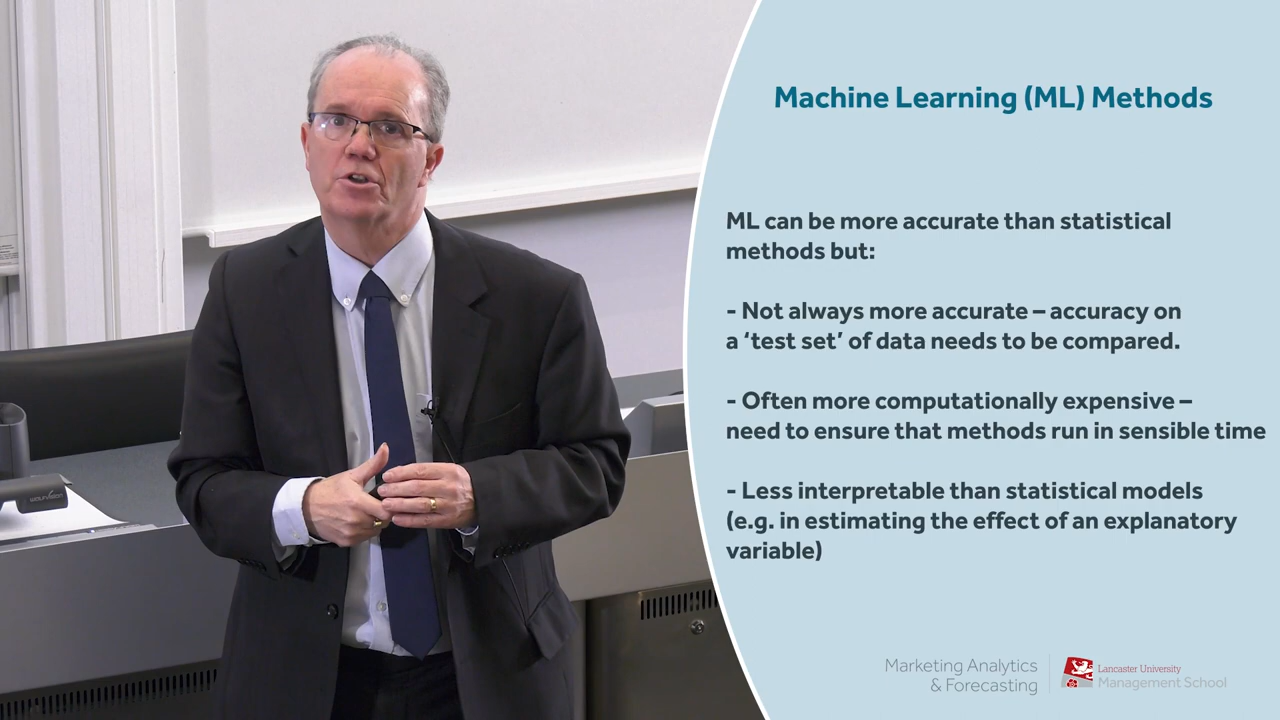 Machine Learning (ML) Methods
ML can be more accurate than statistical
methods but:
- Not always more accurate – accuracy on
a ‘test set’ of data needs to be compared.
- Often more computationally expensive –
need to ensure that methods run in sensible time
- Less interpretable than statistical models
(e.g. in estimating the effect of an explanatory
variable)
Marketing Analytics
& Forecasting
Lancaster University
Management School